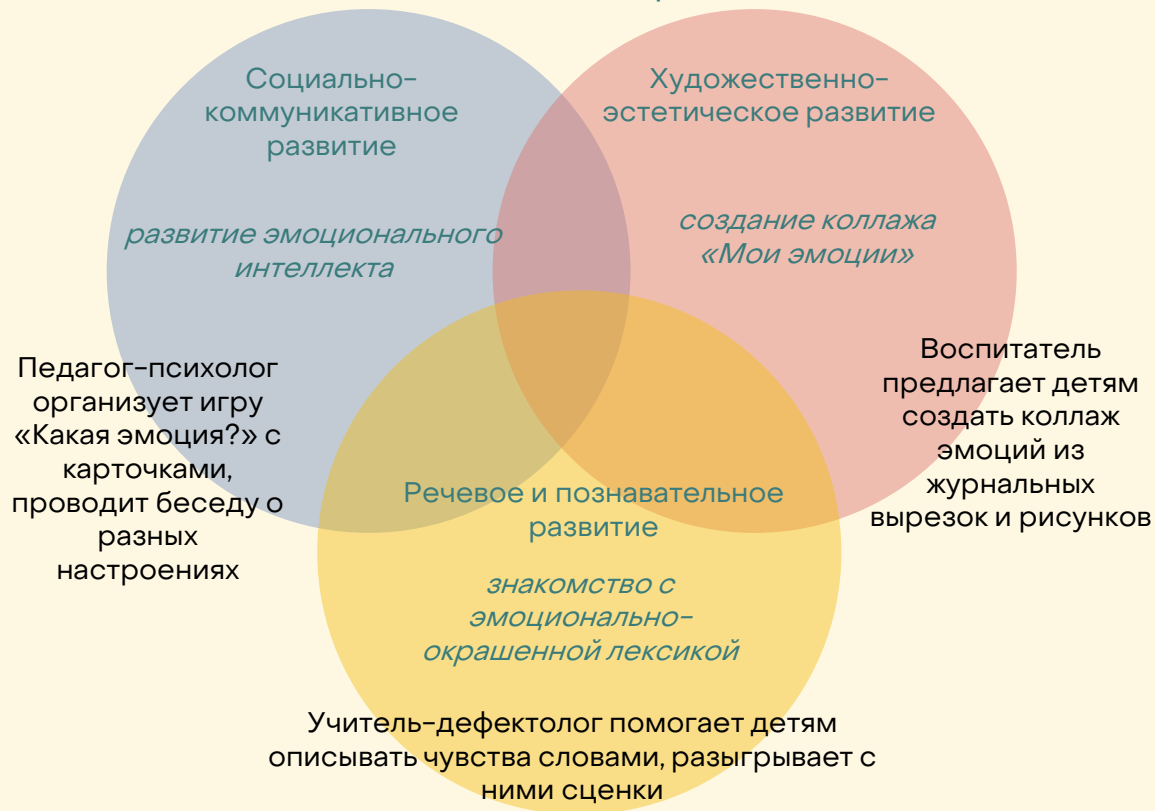 Социально-
коммуникативное
развитие
развитие эмоционального
интеллекта
Художественно-
эстетическое развитие
создание коллажа
«Мои эмоции»
Педагог-психолог
организует игру
«Какая эмоция?» с
карточками,
проводит беседу о
разных
настроениях
Воспитатель
предлагает детям
создать коллаж
эмоций из
журнальных
вырезок и рисунков
Речевое и познавательное
развитие
знакомство с
эмоционально-
окрашенной лексикой
Учитель-дефектолог помогает детям
описывать чувства словами, разыгрывает с
ними сценки